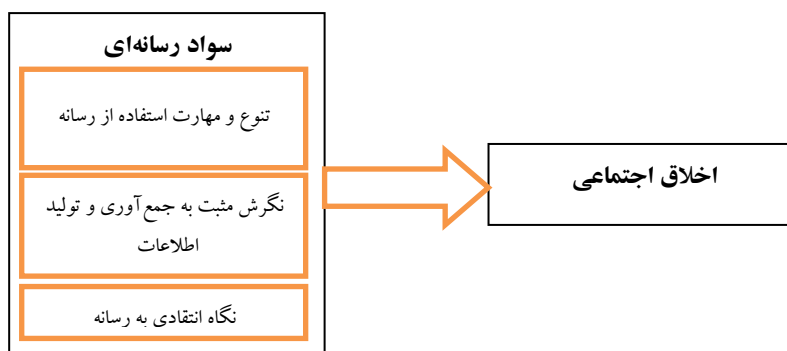 سواد رسانه‌ای
تنوع و مهارت استفاده از رسانه
نگرش مثبت به جمع‌آوری و تولید
اطلاعات
نگاه انتقادی به رسانه
اخلاق اجتماعی